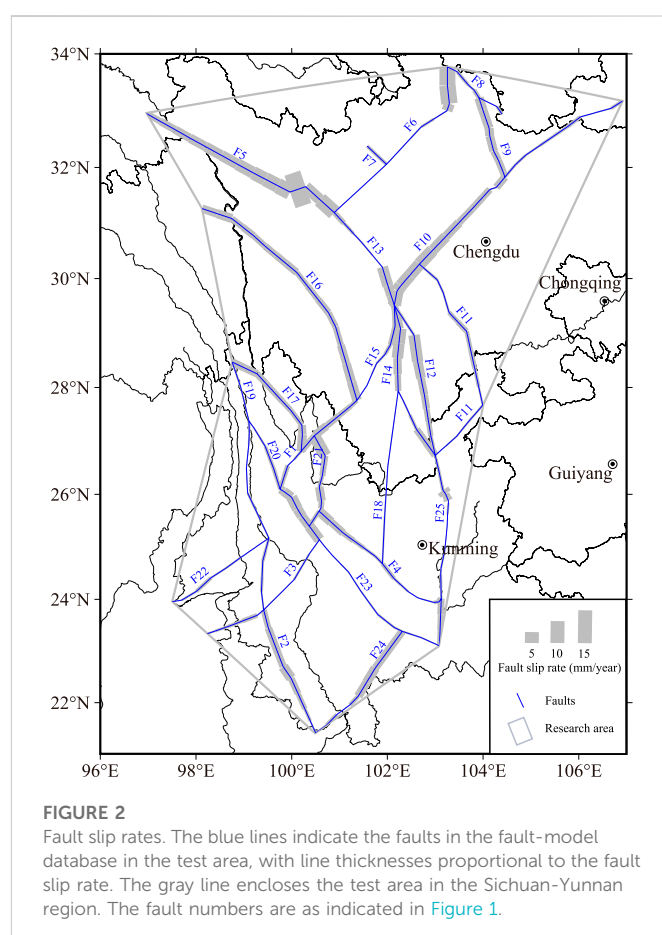 34°N
32°N
30°N
28°N
26°N
24°N
22°N
96°E
98°E
100°E
102°E
104°E
106°E
F5
F6
F7
F8
F9
F10
F13
F16
F11
F15
F14
F12
F11
F17
F19
F20
F1
F21
F18
F25
F22
F3
F4
F23
F2
F24
Chengdu
Chongqing
Guiyang
Kunming
5 10 15
Fault slip rate (mm/year)
Faults
Research area
FIGURE 2
Fault slip rates. The blue lines indicate the faults in the fault-model
database in the test area, with line thicknesses proportional to the fault
slip rate. The gray line encloses the test area in the Sichuan-Yunnan
region. The fault numbers are as indicated in Figure 1.